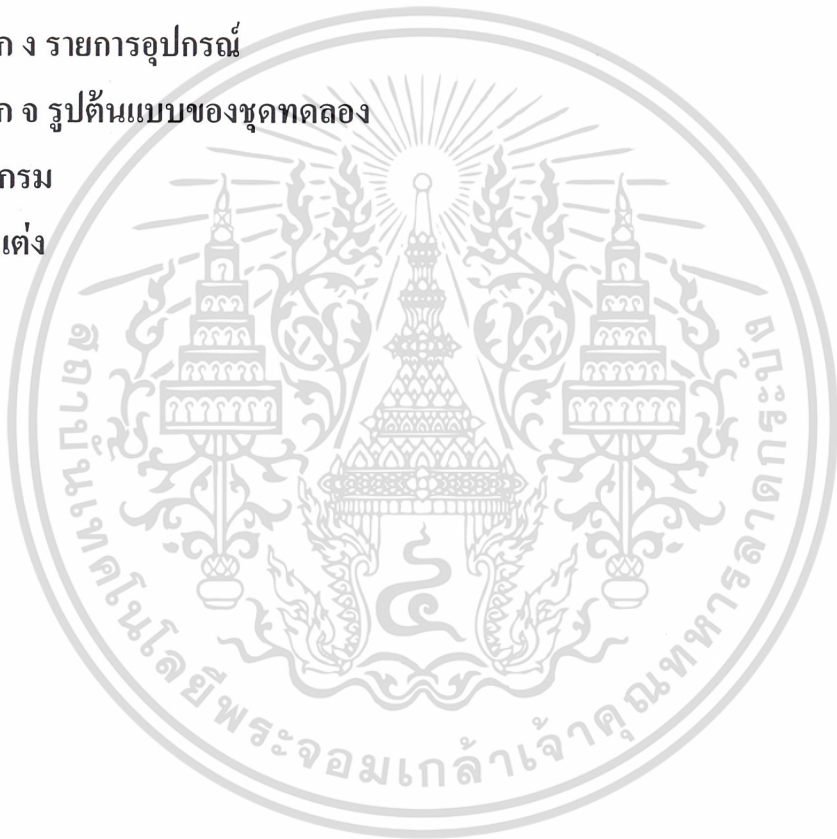 ก ง รายการอุปกรณ์
ก จ รูปต้นแบบของชุดทดลอง
กรม
แต่ง
สถาบันเทคโนโลยีพระจอมเกล้าเจ้าคุณทหารลาดกระบัง